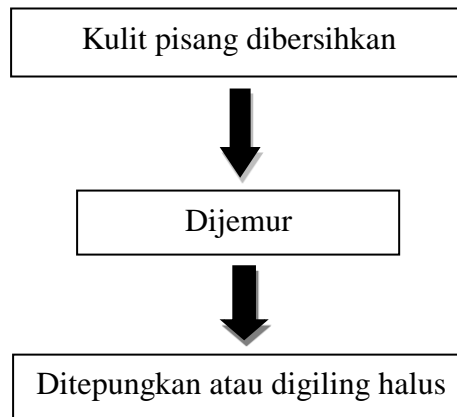 Kulit pisang dibersihkan
Dijemur
Ditepungkan atau digiling halus